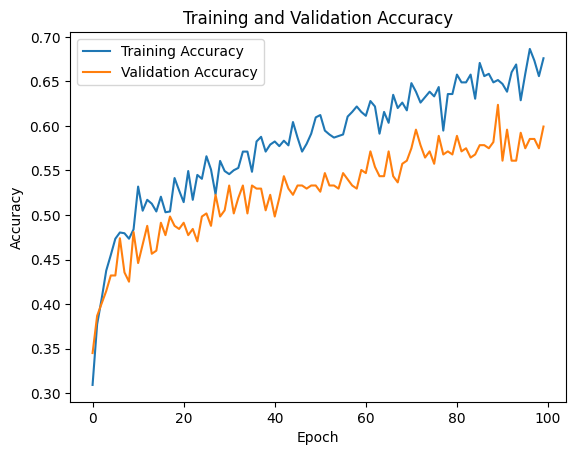 Training and Validation Accuracy
Training Accuracy
Validation Accuracy
0.70
0.65
0.60
0.55
0.50
0.45
0.40
0.35
0.30
Accuracy
0 20 40 60 80 100
Epoch